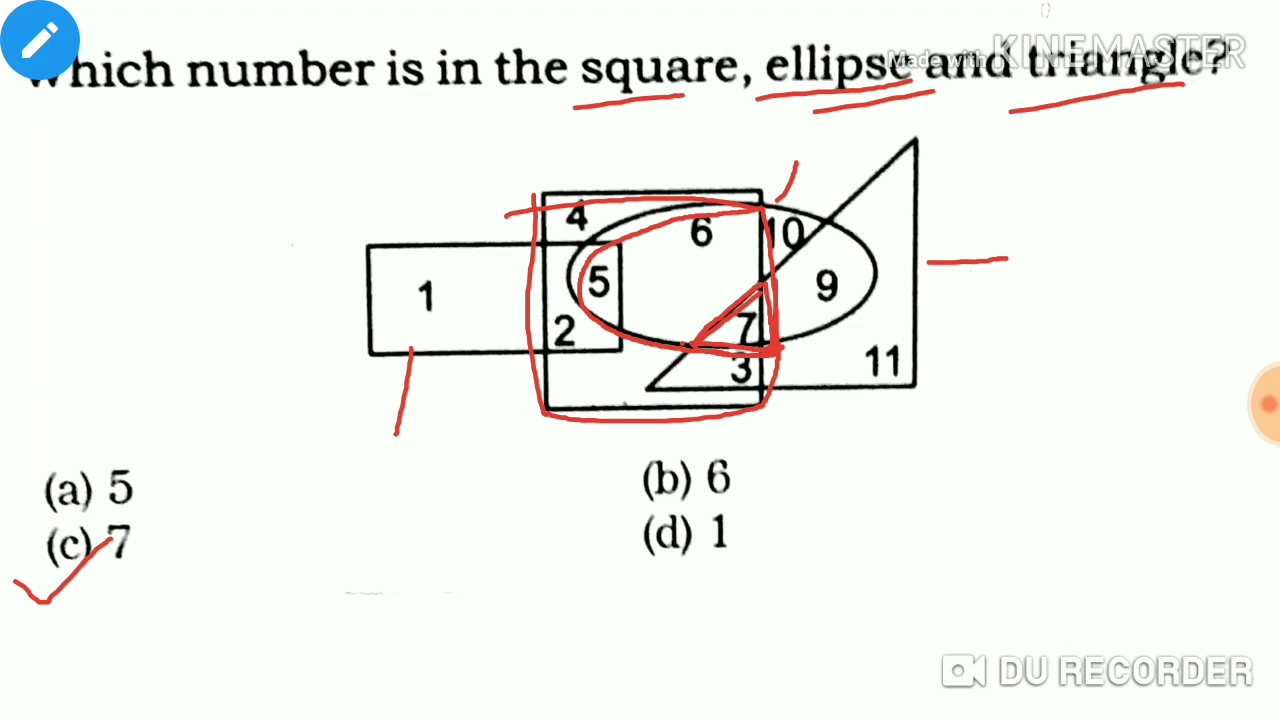 Which number is in the square, ellipse and triangle?
Made with KINEMASTER
4
6
10
1
5
9
2
7
3
11
(a) 5
(b) 6
(c) 7
(d) 1
DU RECORDER